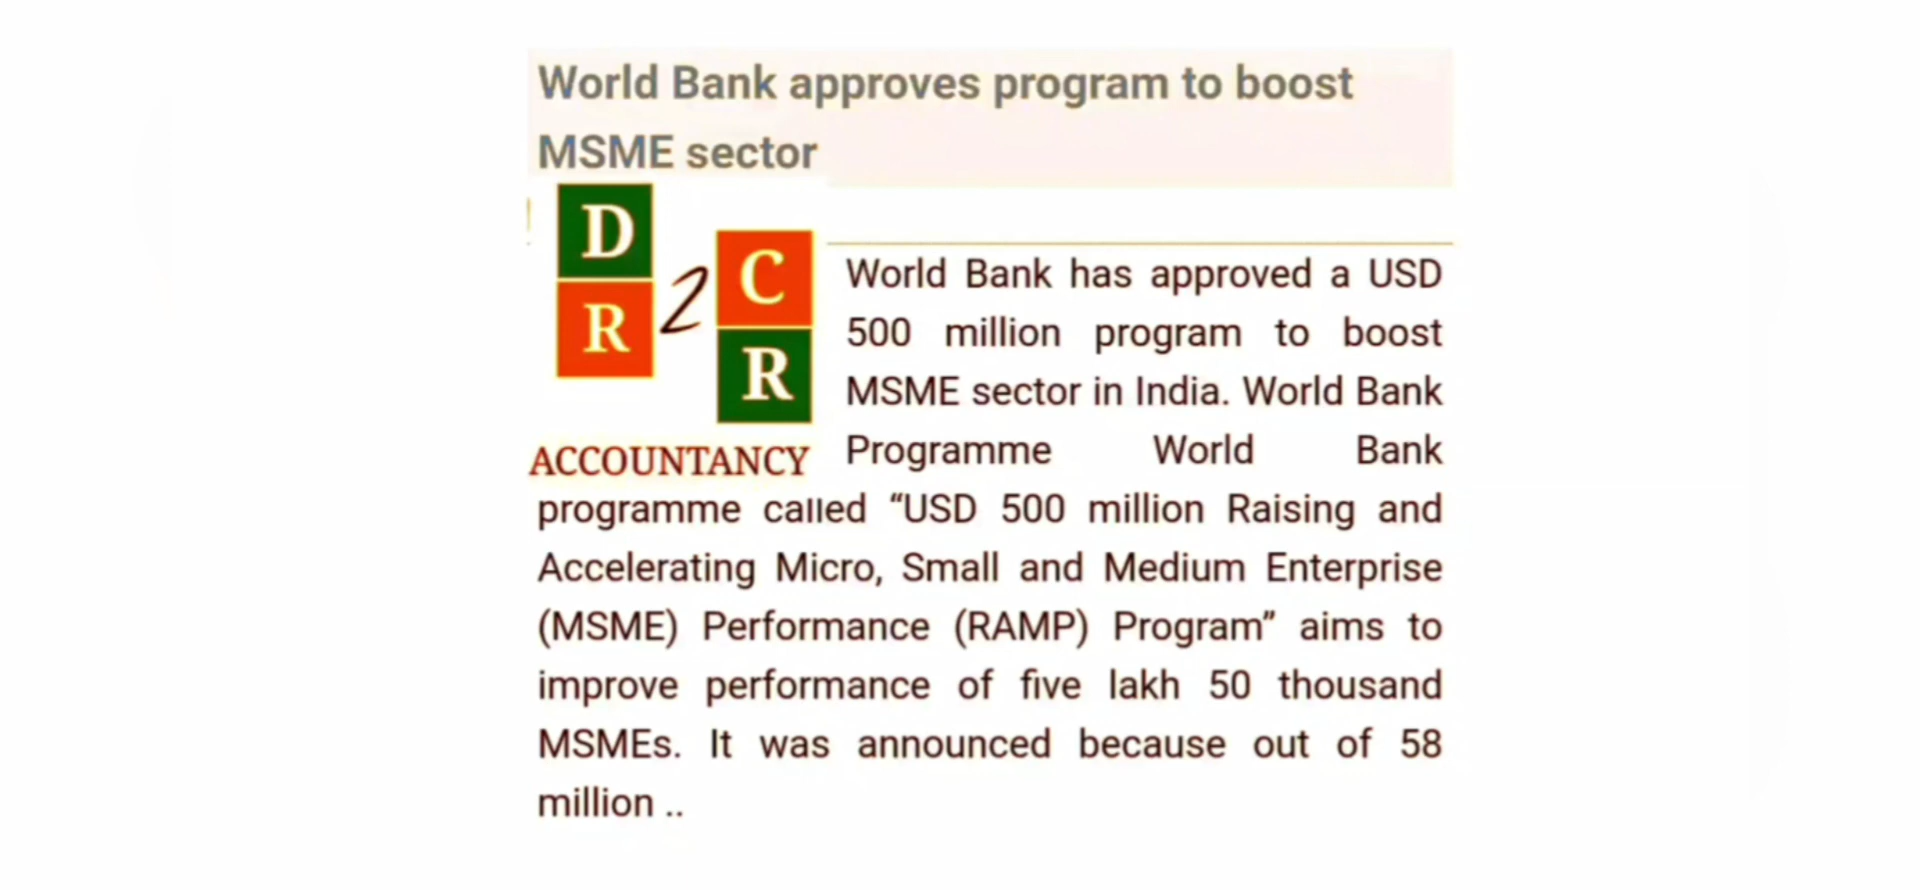 World Bank approves program to boost
MSME sector
D
R
2
C
R
ACCOUNTANCY
World Bank has approved a USD
500 million program to boost
MSME sector in India. World Bank
Programme World Bank
programme called “USD 500 million Raising and
Accelerating Micro, Small and Medium Enterprise
(MSME) Performance (RAMP) Program” aims to
improve performance of five lakh 50 thousand
MSMEs. It was announced because out of 58
million ..